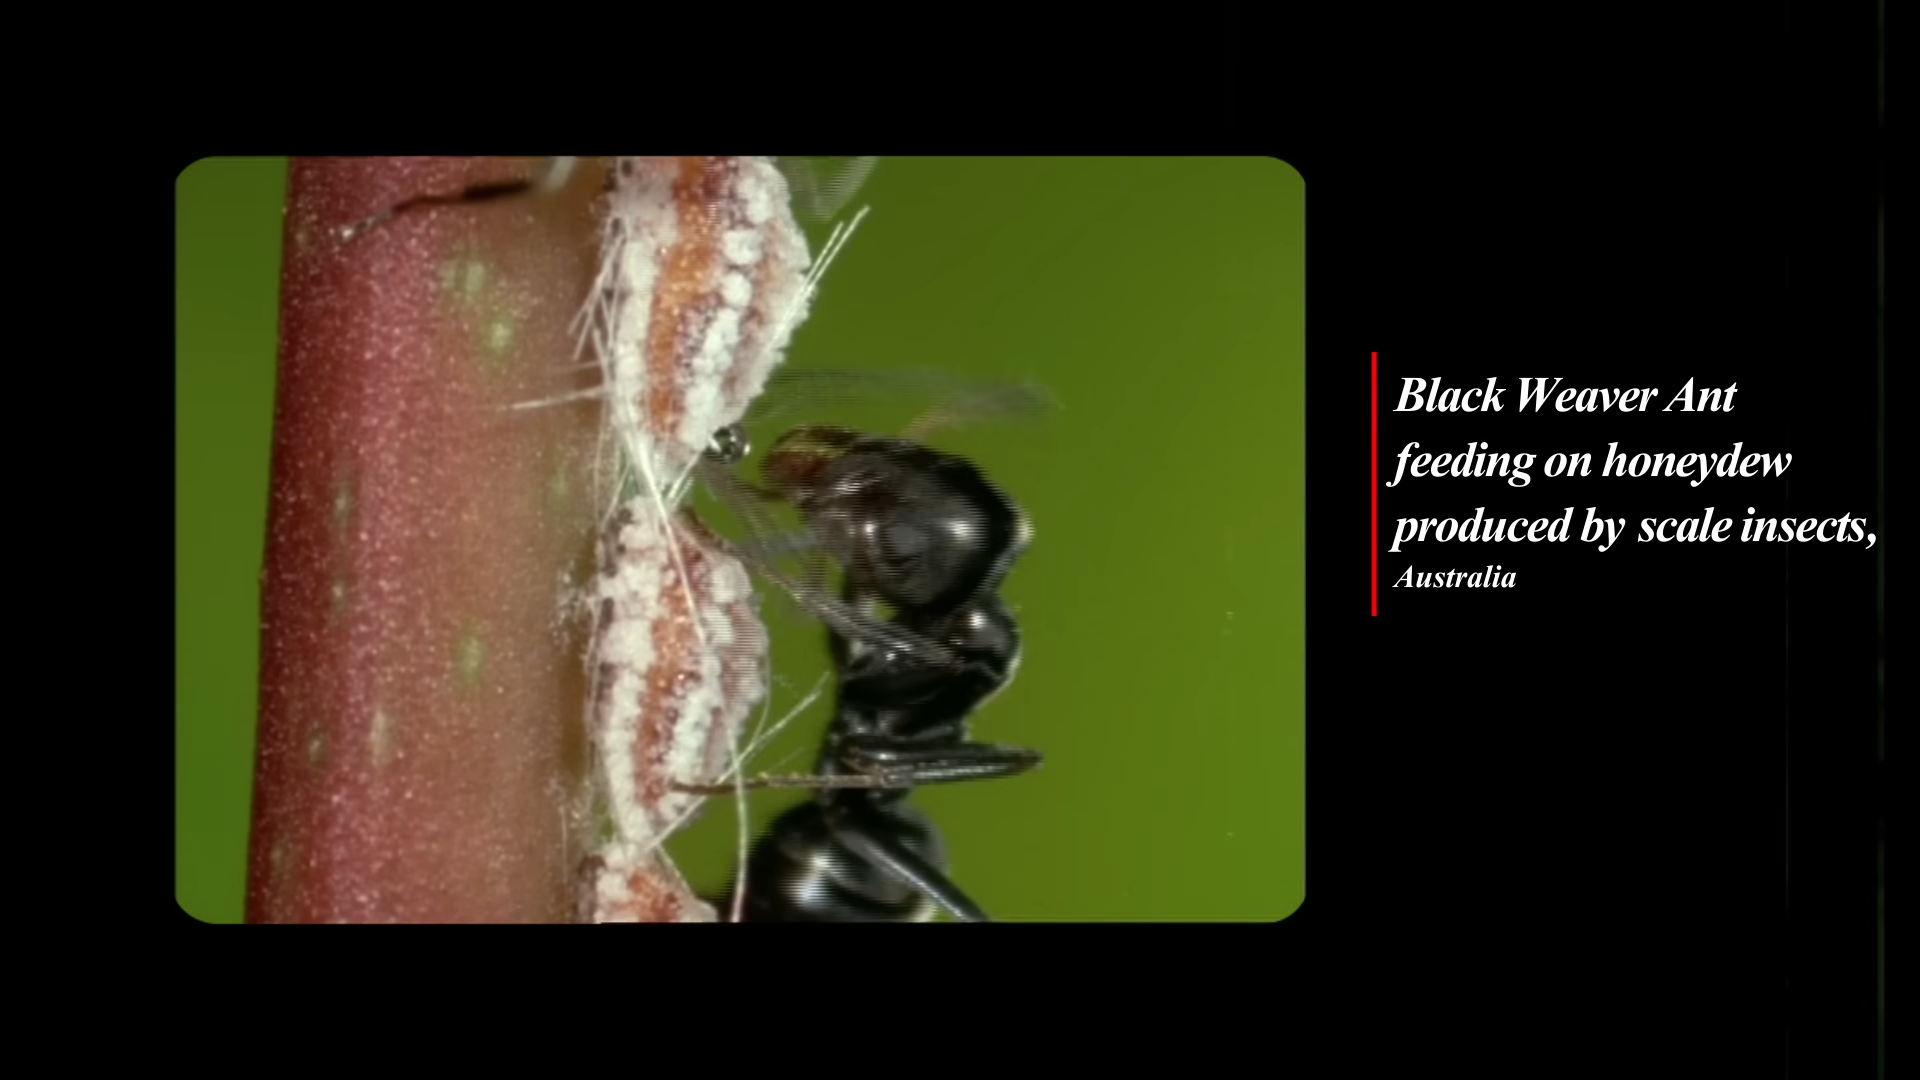 Black Weaver Ant
feeding on honeydew
produced by scale insects,
Australia